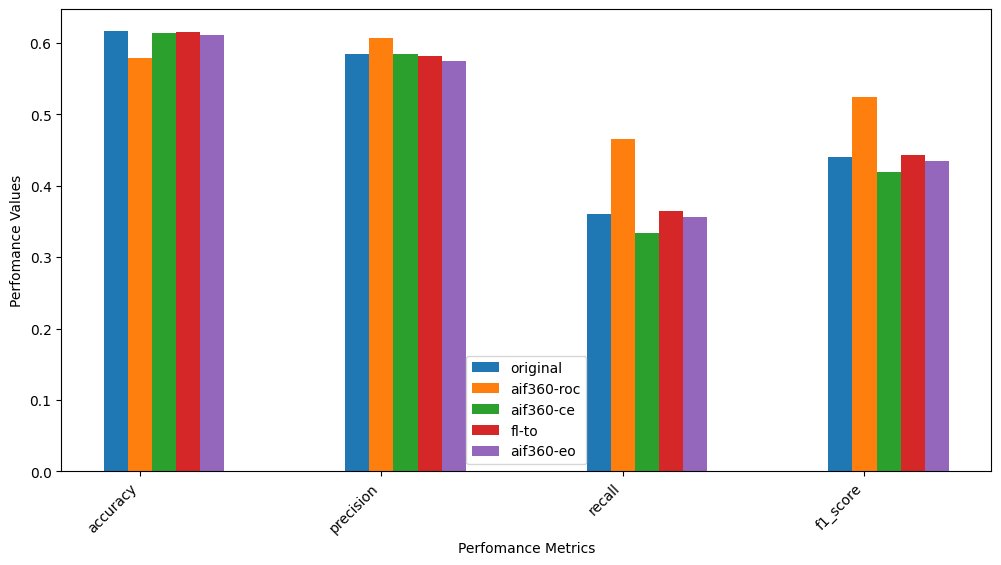 Perfomance Values
0.6
0.5
0.4
0.3
0.2
0.1
0.0
original
aif360-roc
aif360-ce
fl-to
aif360-eo
accuracy
precision
recall
f1_score
Perfomance Metrics